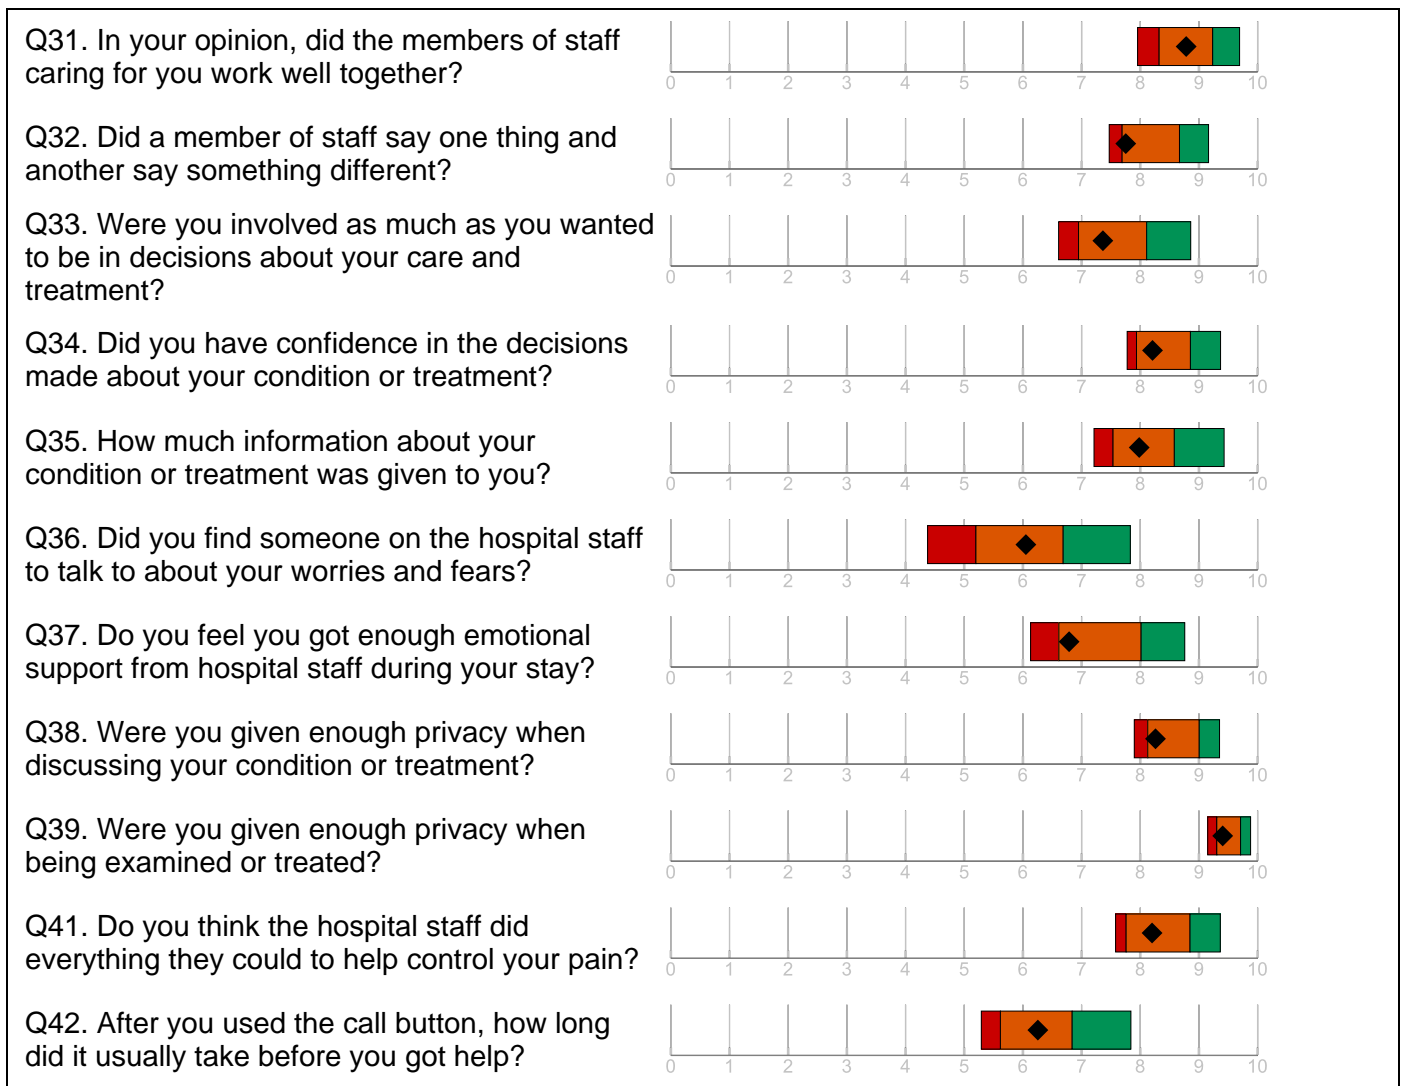 Q31. In your opinion, did the members of staff
caring for you work well together?
0 1 2 3 4 5 6 7 8 9 10
Q32. Did a member of staff say one thing and
another say something different?
0 1 2 3 4 5 6 7 8 9 10
Q33. Were you involved as much as you wanted
to be in decisions about your care and
treatment?
0 1 2 3 4 5 6 7 8 9 10
Q34. Did you have confidence in the decisions
made about your condition or treatment?
0 1 2 3 4 5 6 7 8 9 10
Q35. How much information about your
condition or treatment was given to you?
0 1 2 3 4 5 6 7 8 9 10
Q36. Did you find someone on the hospital staff
to talk to about your worries and fears?
0 1 2 3 4 5 6 7 8 9 10
Q37. Do you feel you got enough emotional
support from hospital staff during your stay?
0 1 2 3 4 5 6 7 8 9 10
Q38. Were you given enough privacy when
discussing your condition or treatment?
0 1 2 3 4 5 6 7 8 9 10
Q39. Were you given enough privacy when
being examined or treated?
0 1 2 3 4 5 6 7 8 9 10
Q41. Do you think the hospital staff did
everything they could to help control your pain?
0 1 2 3 4 5 6 7 8 9 10
Q42. After you used the call button, how long
did it usually take before you got help?
0 1 2 3 4 5 6 7 8 9 10